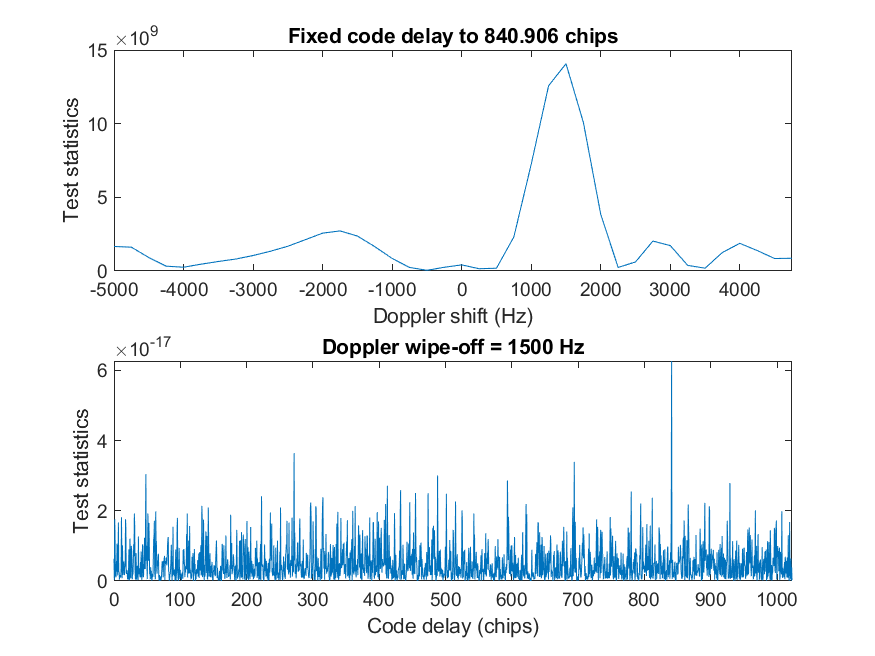 ×10^9
Fixed code delay to 840.906 chips
15
10
5
0
Test statistics
-5000 -4000 -3000 -2000 -1000 0 1000 2000 3000 4000
Doppler shift (Hz)
×10^-17
Doppler wipe-off = 1500 Hz
6
4
2
0
Test statistics
0 100 200 300 400 500 600 700 800 900 1000
Code delay (chips)